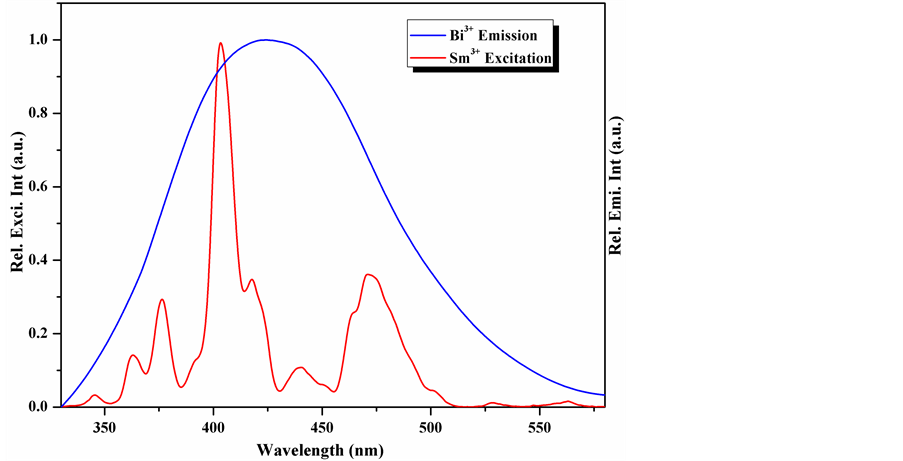 Bi3+ Emission
Sm3+ Excitation
Rel. Exci. Int (a.u.)
1.0
0.8
0.6
0.4
0.2
0.0
Rel. Emi. Int (a.u.)
350 400 450 500 550
Wavelength (nm)